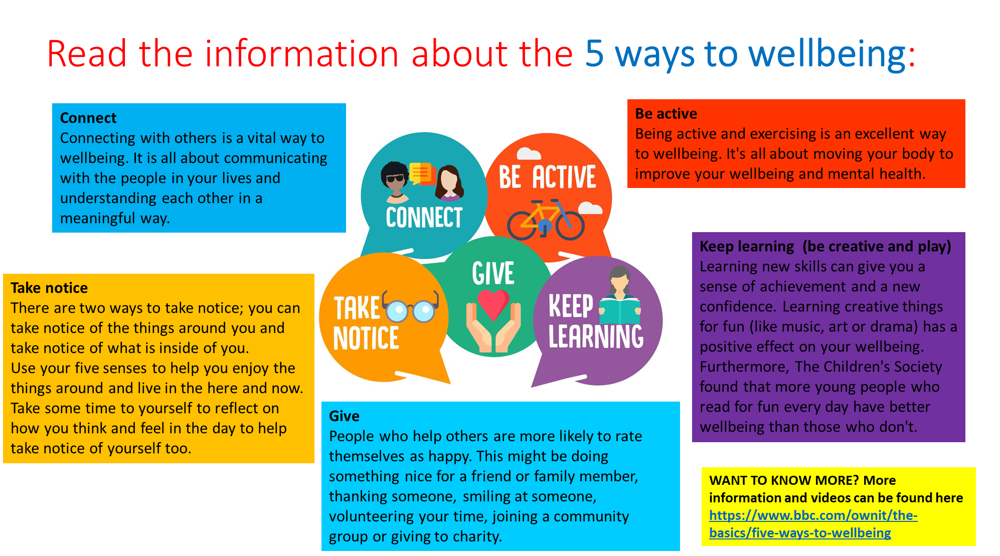 Read the information about the 5 ways to wellbeing:
Connect
Connecting with others is a vital way to
wellbeing. It is all about communicating
with the people in your lives and
understanding each other in a
meaningful way.
Be active
Being active and exercising is an excellent way
to wellbeing. It's all about moving your body to
improve your wellbeing and mental health.
CONNECT
BE ACTIVE
GIVE
TAKE
NOTICE
KEEP
LEARNING
Keep learning  (be creative and play)
Learning new skills can give you a
sense of achievement and a new
confidence. Learning creative things
for fun (like music, art or drama) has a
positive effect on your wellbeing.
Furthermore, The Children's Society
found that more young people who
read for fun every day have better
wellbeing than those who don't.
Take notice
There are two ways to take notice; you can
take notice of the things around you and
take notice of what is inside of you.
Use your five senses to help you enjoy the
things around and live in the here and now.
Take some time to yourself to reflect on
how you think and feel in the day to help
take notice of yourself too.
Give
People who help others are more likely to rate
themselves as happy. This might be doing
something nice for a friend or family member,
thanking someone, smiling at someone,
volunteering your time, joining a community
group or giving to charity.
WANT TO KNOW MORE? More
information and videos can be found here
https://www.bbc.com/ownit/the-
basics/five-ways-to-wellbeing